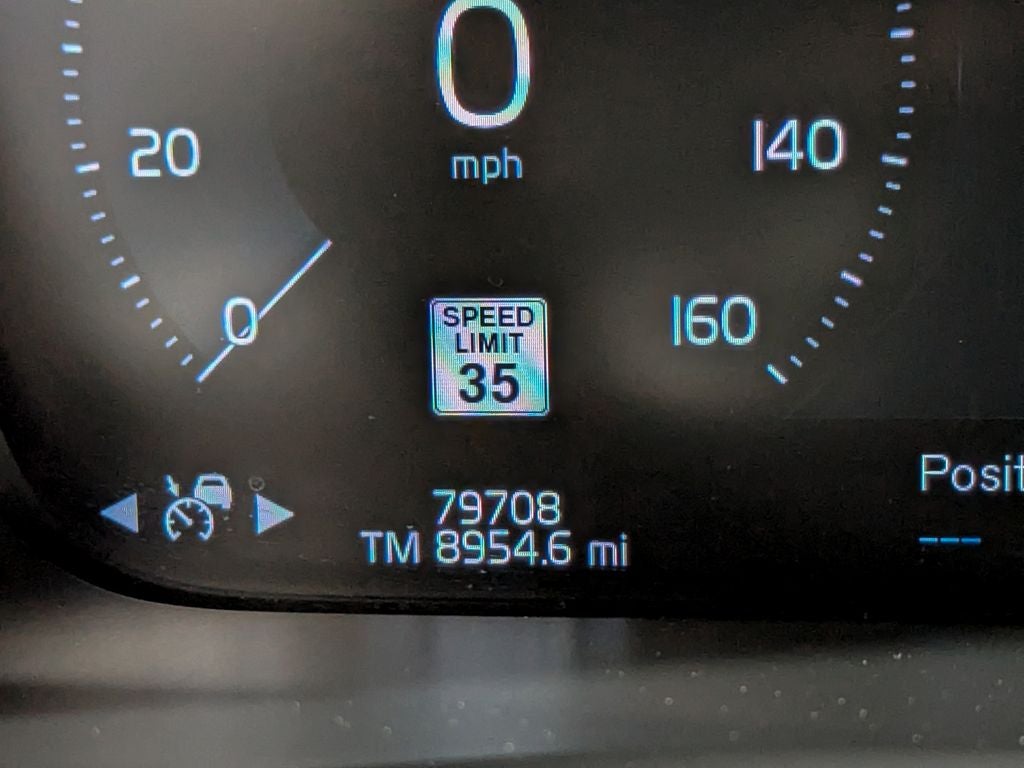 0
mph
20
140
0
160
SPEED
LIMIT
35
79708
TM 8954.6 mi
Posit
---